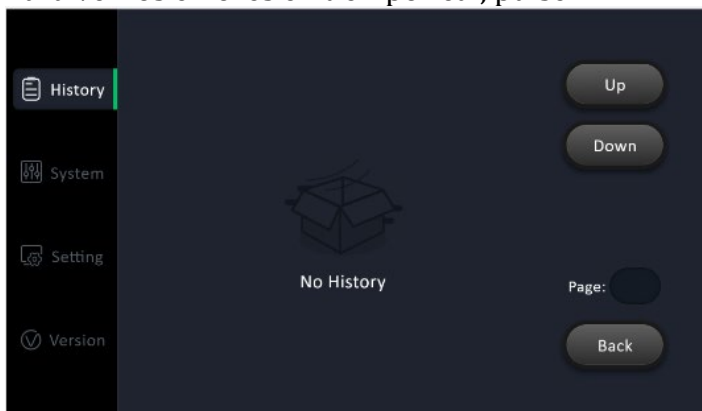 History
System
Setting
Version
No History
Up
Down
Page:
Back